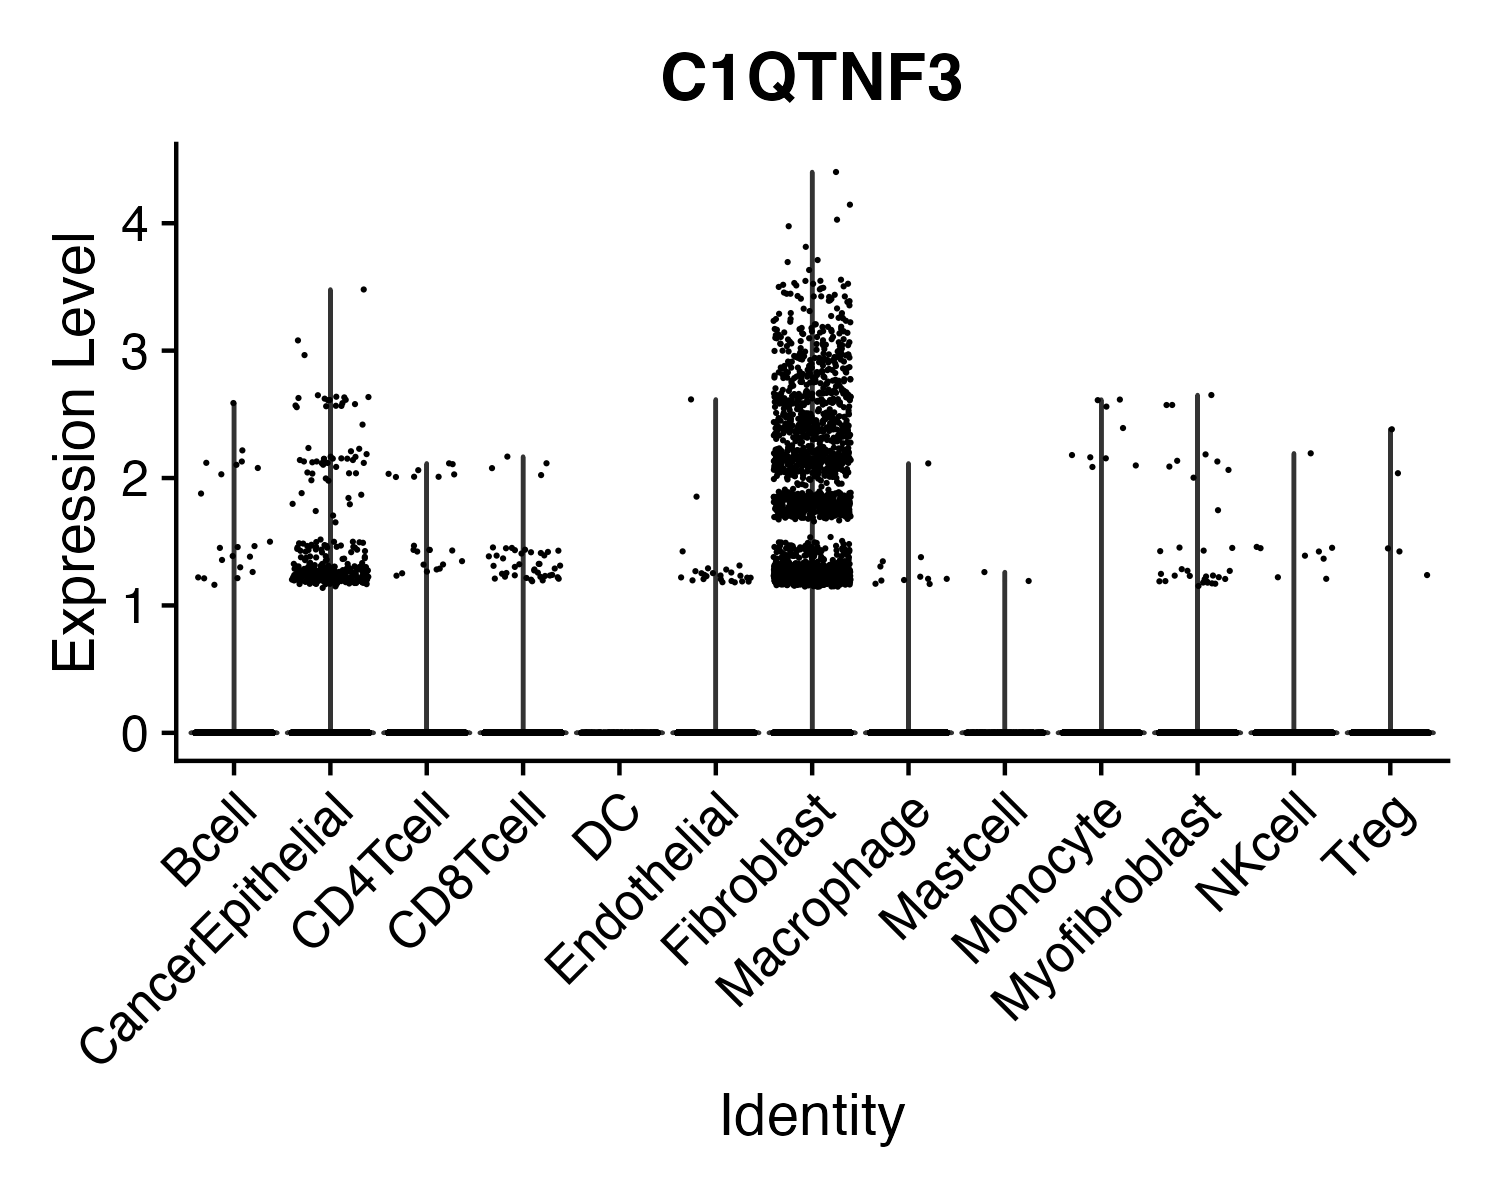 C1QTNF3
Expression Level
4
3
2
1
0
Bcell
CancerEpithelial
CD4Tcell
CD8Tcell
DC
Endothelial
Fibroblast
Macrophage
Mastcell
Monocyte
Myofibroblast
NKcell
Treg
Identity